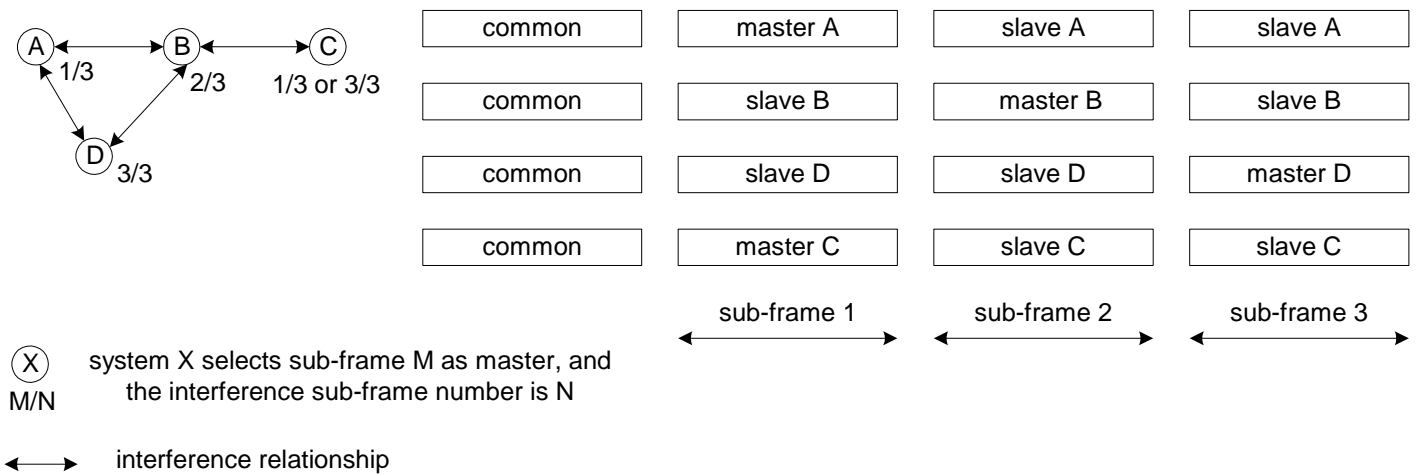 A
B
C
1/3
2/3
1/3 or 3/3
D
3/3
common
master A
slave A
slave A
common
slave B
master B
slave B
common
slave D
slave D
master D
common
master C
slave C
slave C
sub-frame 1
sub-frame 2
sub-frame 3
X
M/N
system X selects sub-frame M as master, and
the interference sub-frame number is N
interference relationship